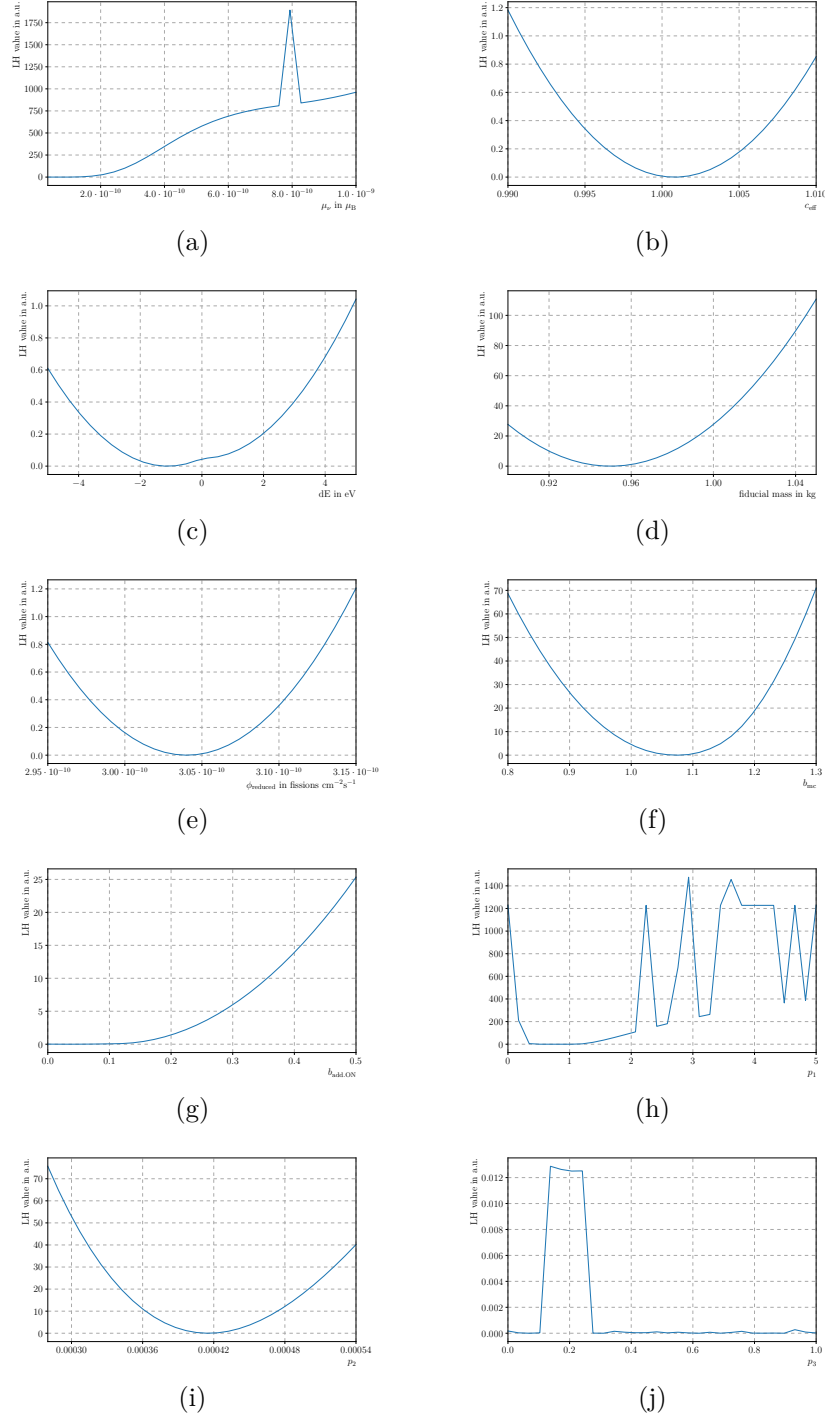 LH value in a.u.
1750
1500
1250
1000
750
500
250
0
2.0 · 10⁻¹⁰ 4.0 · 10⁻¹⁰ 6.0 · 10⁻¹⁰ 8.0 · 10⁻¹⁰ 1.0 · 10⁻⁹
μᵥ in μ_B
(a)
LH value in a.u.
1.2
1.0
0.8
0.6
0.4
0.2
0.0
0.990 0.995 1.000 1.005 1.010
c_eff
(b)
LH value in a.u.
1.0
0.8
0.6
0.4
0.2
0.0
−4 −2 0 2 4
dE in eV
(c)
LH value in a.u.
100
80
60
40
20
0
0.92 0.96 1.00 1.04
fiducial mass in kg
(d)
LH value in a.u.
1.2
1.0
0.8
0.6
0.4
0.2
0.0
2.95 · 10⁻¹⁰ 3.00 · 10⁻¹⁰ 3.05 · 10⁻¹⁰ 3.10 · 10⁻¹⁰ 3.15 · 10⁻¹⁰
ϕ_reduced in fissions cm⁻²s⁻¹
(e)
LH value in a.u.
70
60
50
40
30
20
10
0
0.8 0.9 1.0 1.1 1.2 1.3
b_mc
(f)
LH value in a.u.
25
20
15
10
5
0
0.0 0.1 0.2 0.3 0.4 0.5
b_add.ON
(g)
LH value in a.u.
1400
1200
1000
800
600
400
200
0
0 1 2 3 4 5
p₁
(h)
LH value in a.u.
70
60
50
40
30
20
10
0
0.00030 0.00036 0.00042 0.00048 0.00054
p₂
(i)
LH value in a.u.
0.012
0.010
0.008
0.006
0.004
0.002
0.000
0.0 0.2 0.4 0.6 0.8 1.0
p₃
(j)